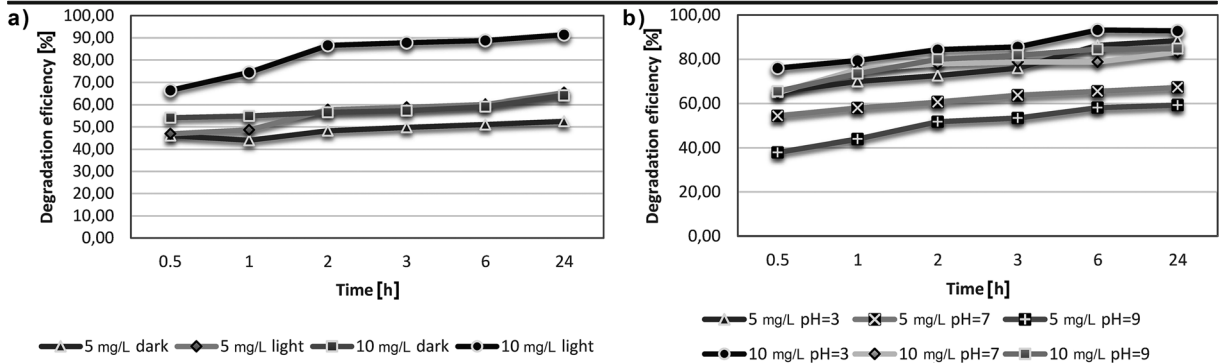 a)
Degradation eficiency [%]
100,00
90,00
80,00
70,00
60,00
50,00
40,00
30,00
20,00
10,00
0,00
0.5 1 2 3 6 24
Time [h]
5 mg/L dark 5 mg/L light 10 mg/L dark 10 mg/L light
b)
Degradation eficiency [%]
100,00
80,00
60,00
40,00
20,00
0,00
0.5 1 2 3 6 24
Time [h]
5 mg/L pH=3 5 mg/L pH=7 5 mg/L pH=9
10 mg/L pH=3 10 mg/L pH=7 10 mg/L pH=9